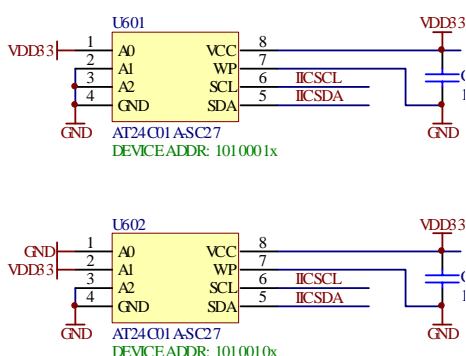 U601
VDD33
VDD33
1 A0 VCC 8
2 A1 WP 7
3 A2 SCL 6 IICSCL
4 GND SDA 5 IICSDA
GND
GND
AT24C01A-SC27
DEVICE ADDR: 1010001x
U602
VDD33
GND 1 A0 VCC 8
VDD33 2 A1 WP 7
3 A2 SCL 6 IICSCL
4 GND SDA 5 IICSDA
GND
GND
AT24C01A-SC27
DEVICE ADDR: 1010010x